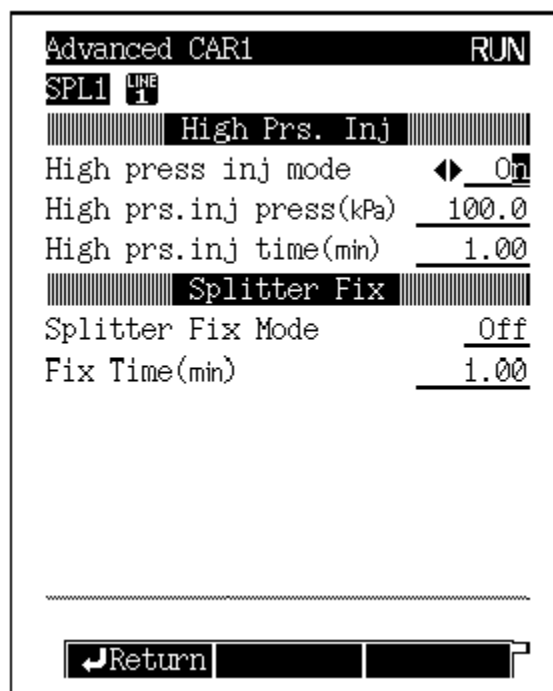 Advanced CAR1 RUN
SPL1 LINE 1
High Prs. Inj
High press inj mode ◆ On
High prs.inj press(kPa) 100.0
High prs.inj time(min) 1.00
Splitter Fix
Splitter Fix Mode Off
Fix Time(min) 1.00
↵Return